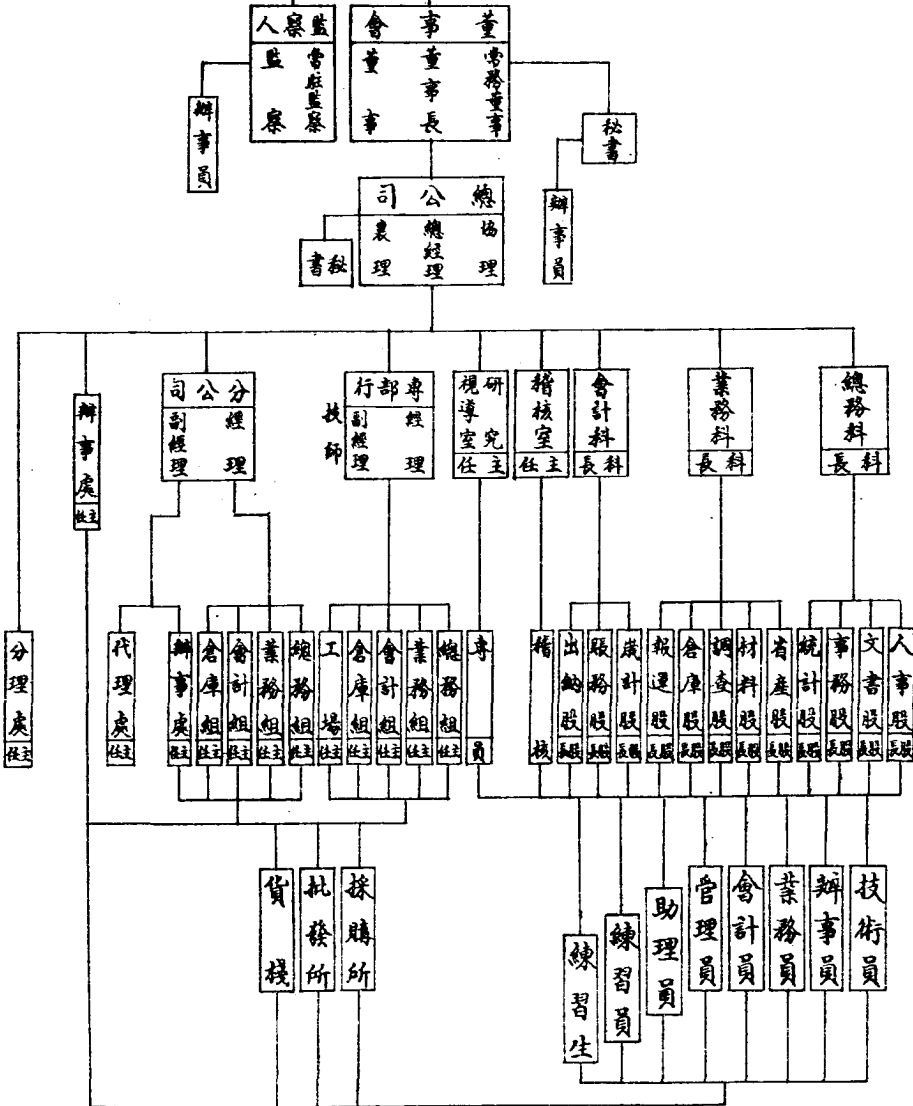 董事會
常務董事
董事長
董事
監察人
常駐監察
監察
辦事員
秘書
辦事員
總公司
協理
總經理
襄理
秘書
總務科
科長
業務科
科長
會計科
科長
稽核室
主任
研究視導室
主任
專部行
經理
副經理
技師
分公司
經理
副經理
辦事處
主任
分理處
主任
人事股
股長
文書股
股長
事務股
股長
統計股
股長
省產股
股長
材料股
股長
調查股
股長
倉庫股
股長
報運股
股長
歲計股
股長
賬務股
股長
出納股
股長
稽核
專員
總務組
主任
業務組
主任
會計組
主任
倉庫組
主任
工場
主任
總務組
主任
業務組
主任
會計組
主任
倉庫組
主任
辦事處
主任
代理處
主任
技術員
辦事員
業務員
會計員
管理員
助理員
練習員
練習生
採購所
批發所
貨棧